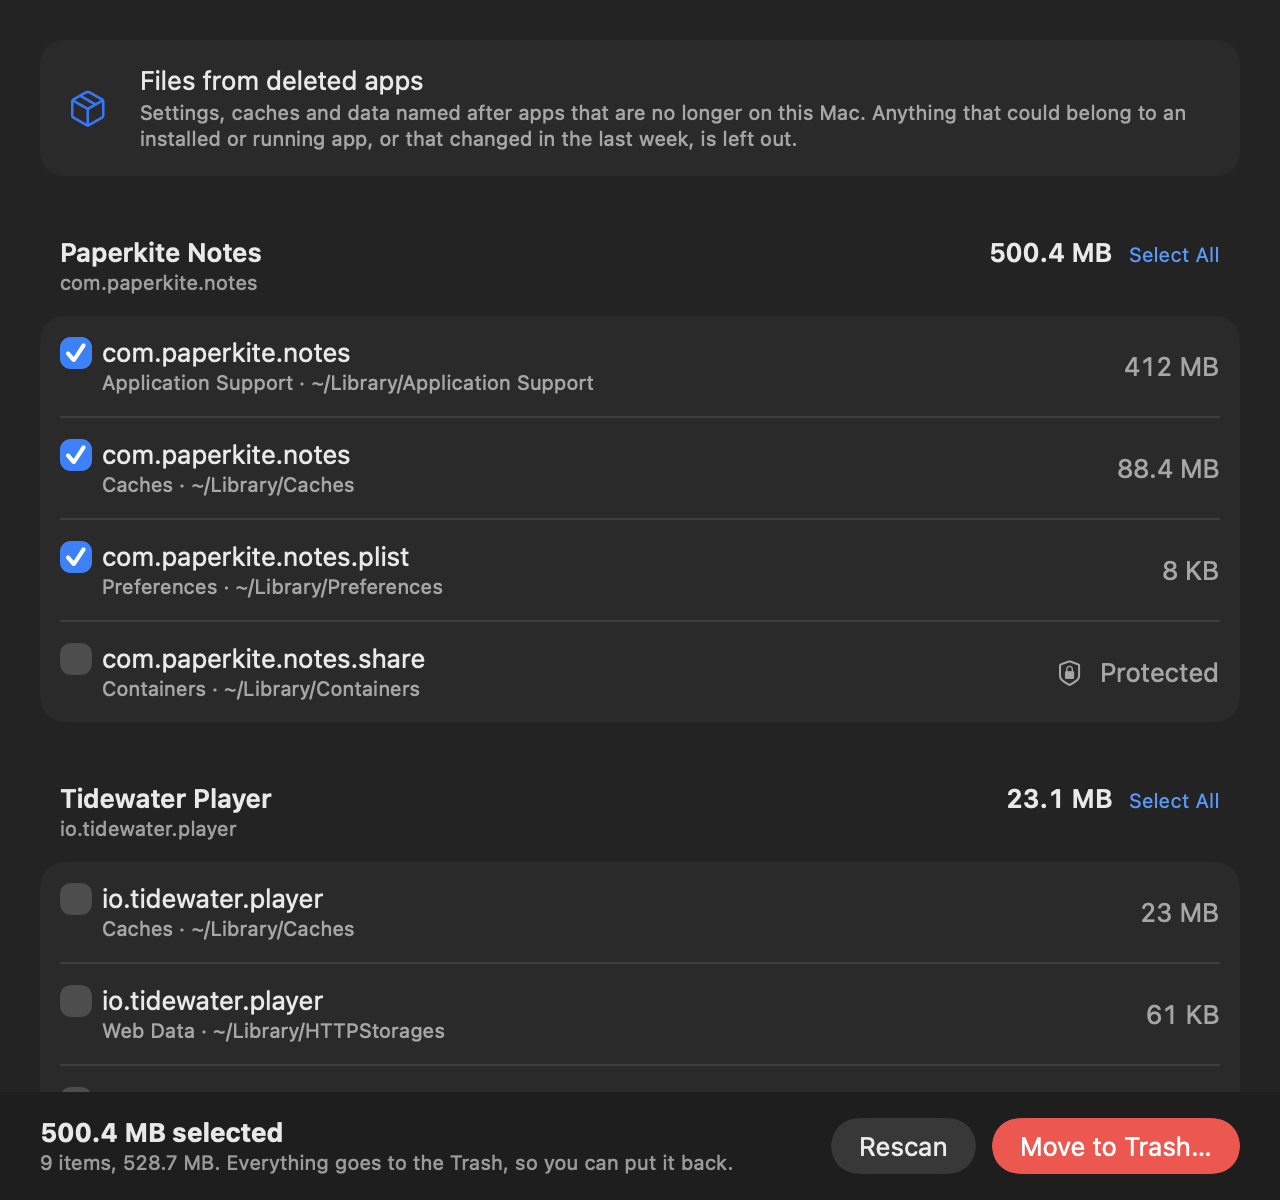 Files from deleted apps
Settings, caches and data named after apps that are no longer on this Mac. Anything that could belong to an
installed or running app, or that changed in the last week, is left out.
Paperkite Notes
500.4 MB Select All
com.paperkite.notes
com.paperkite.notes
412 MB
Application Support · ~/Library/Application Support
com.paperkite.notes
88.4 MB
Caches · ~/Library/Caches
com.paperkite.notes.plist
8 KB
Preferences · ~/Library/Preferences
com.paperkite.notes.share
Protected
Containers · ~/Library/Containers
Tidewater Player
23.1 MB Select All
io.tidewater.player
io.tidewater.player
23 MB
Caches · ~/Library/Caches
io.tidewater.player
61 KB
Web Data · ~/Library/HTTPStorages
500.4 MB selected
9 items, 528.7 MB. Everything goes to the Trash, so you can put it back.
Rescan
Move to Trash...